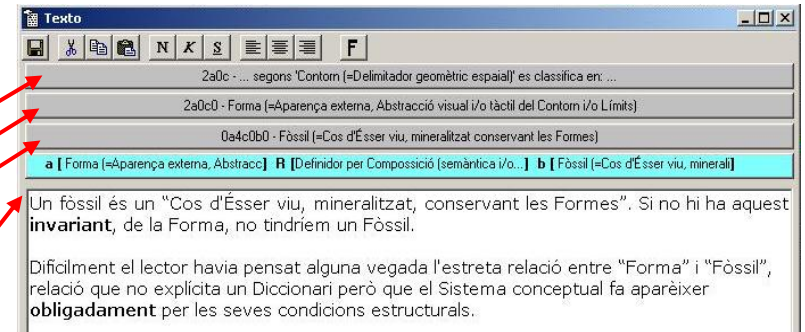 Texto
N K S F
2a0c - ... segons 'Contorn (=Delimitador geomètric espaial)' es classifica en: ...
2a0c0 - Forma (=Aparença externa, Abstracció visual i/o tàctil del Contorn i/o Límits)
0a4c0b0 - Fòssil (=Cos d'Ésser viu, mineralitzat conservant les Formes)
a [ Forma (=Aparença externa, Abstracc] R [Definidor per Compossició (semàntica i/o...] b [ Fòssil (=Cos d'Ésser viu, minerali]
Un fòssil és un "Cos d'Ésser viu, mineralitzat, conservant les Formes". Si no hi ha aquest
invariant, de la Forma, no tindríem un Fòssil.
Dificilment el lector havia pensat alguna vegada l'estreta relació entre "Forma" i "Fòssil",
relació que no explícita un Diccionari però que el Sistema conceptual fa aparèixer
obligadament per les seves condicions estructurals.